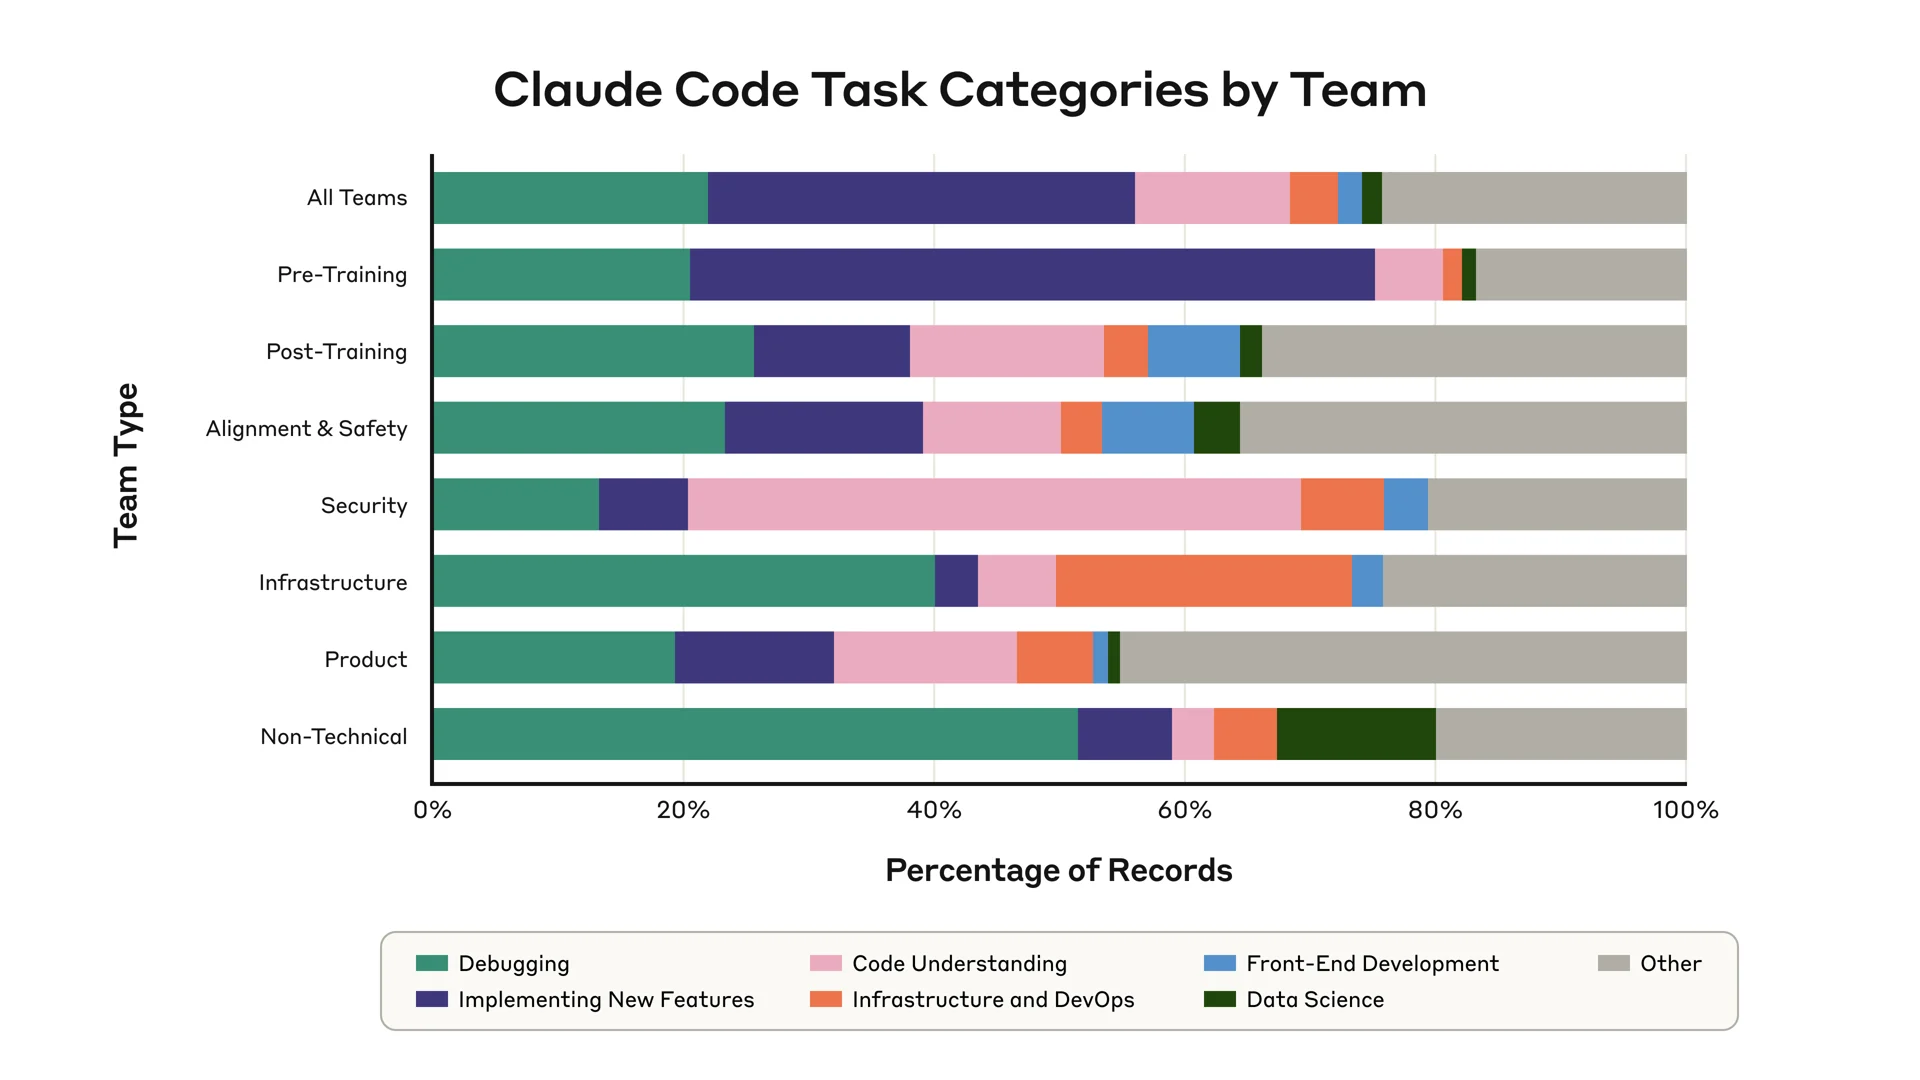 Claude Code Task Categories by Team
Team Type
All Teams
Pre-Training
Post-Training
Alignment & Safety
Security
Infrastructure
Product
Non-Technical
0% 20% 40% 60% 80% 100%
Percentage of Records
Debugging Code Understanding Front-End Development Other
Implementing New Features Infrastructure and DevOps Data Science